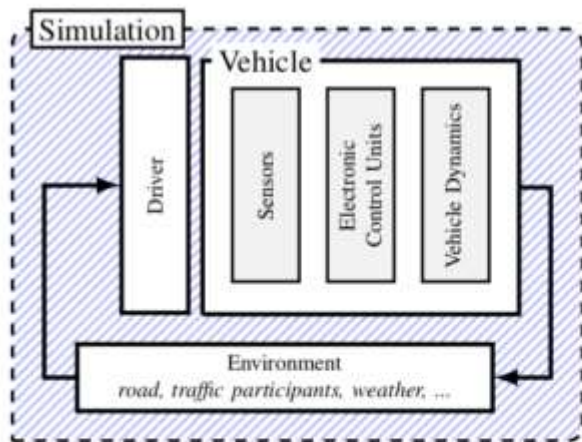 Simulation
Vehicle
Driver
Sensors
Electronic
Control Units
Vehicle Dynamics
Environment
road, traffic participants, weather, ...